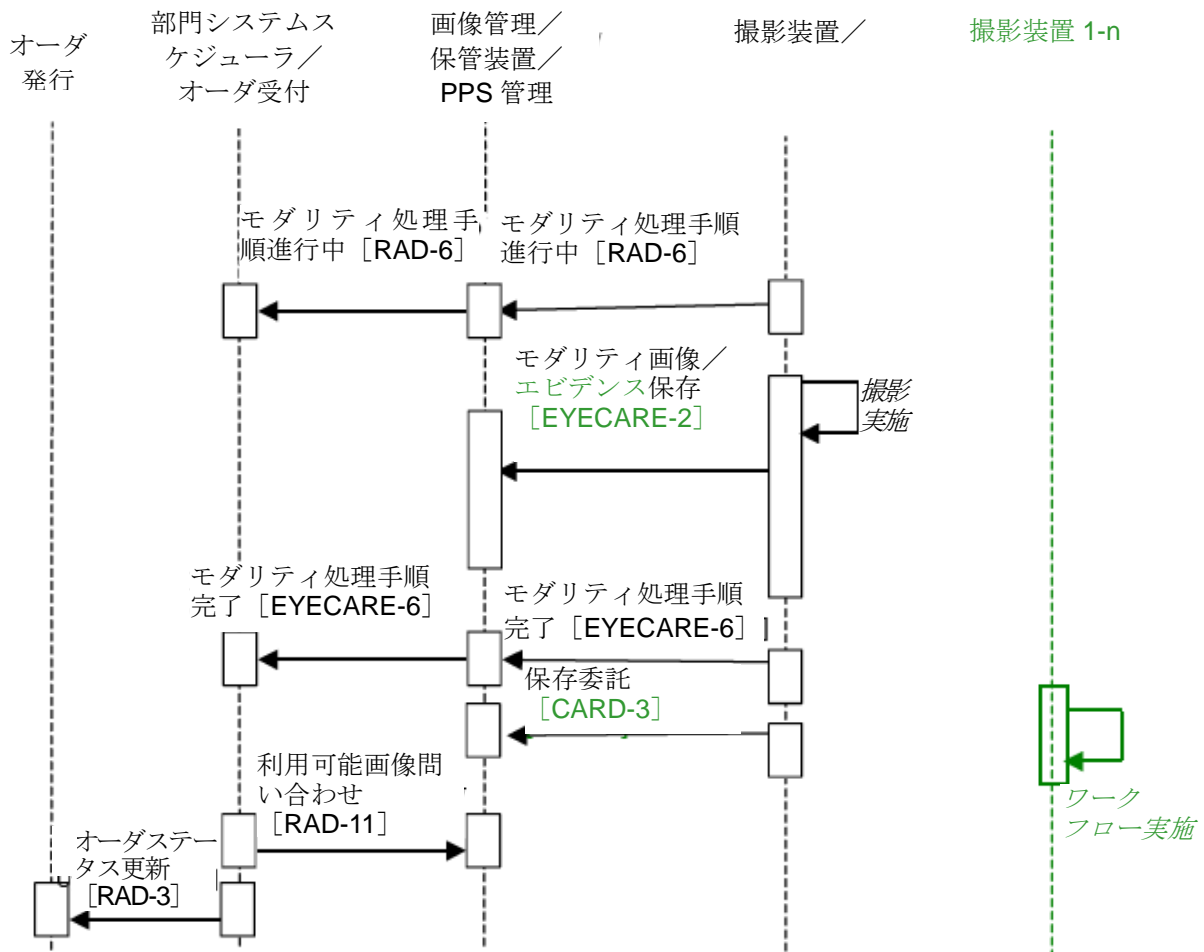 オーダ
発行
部門システムス
ケジューラ／
オーダ受付
画像管理／
保管装置／
PPS 管理
撮影装置／
撮影装置 1-n
モダリティ処理手
順進行中［RAD-6］
モダリティ処理手順
進行中［RAD-6］
モダリティ画像／
エビデンス保存
［EYECARE-2］
撮影
実施
モダリティ処理手順
完了［EYECARE-6］
モダリティ処理手順
完了［EYECARE-6］
保存委託
［CARD-3］
利用可能画像問
い合わせ
［RAD-11］
ワーク
フロー実施
オーダステー
タス更新
［RAD-3］